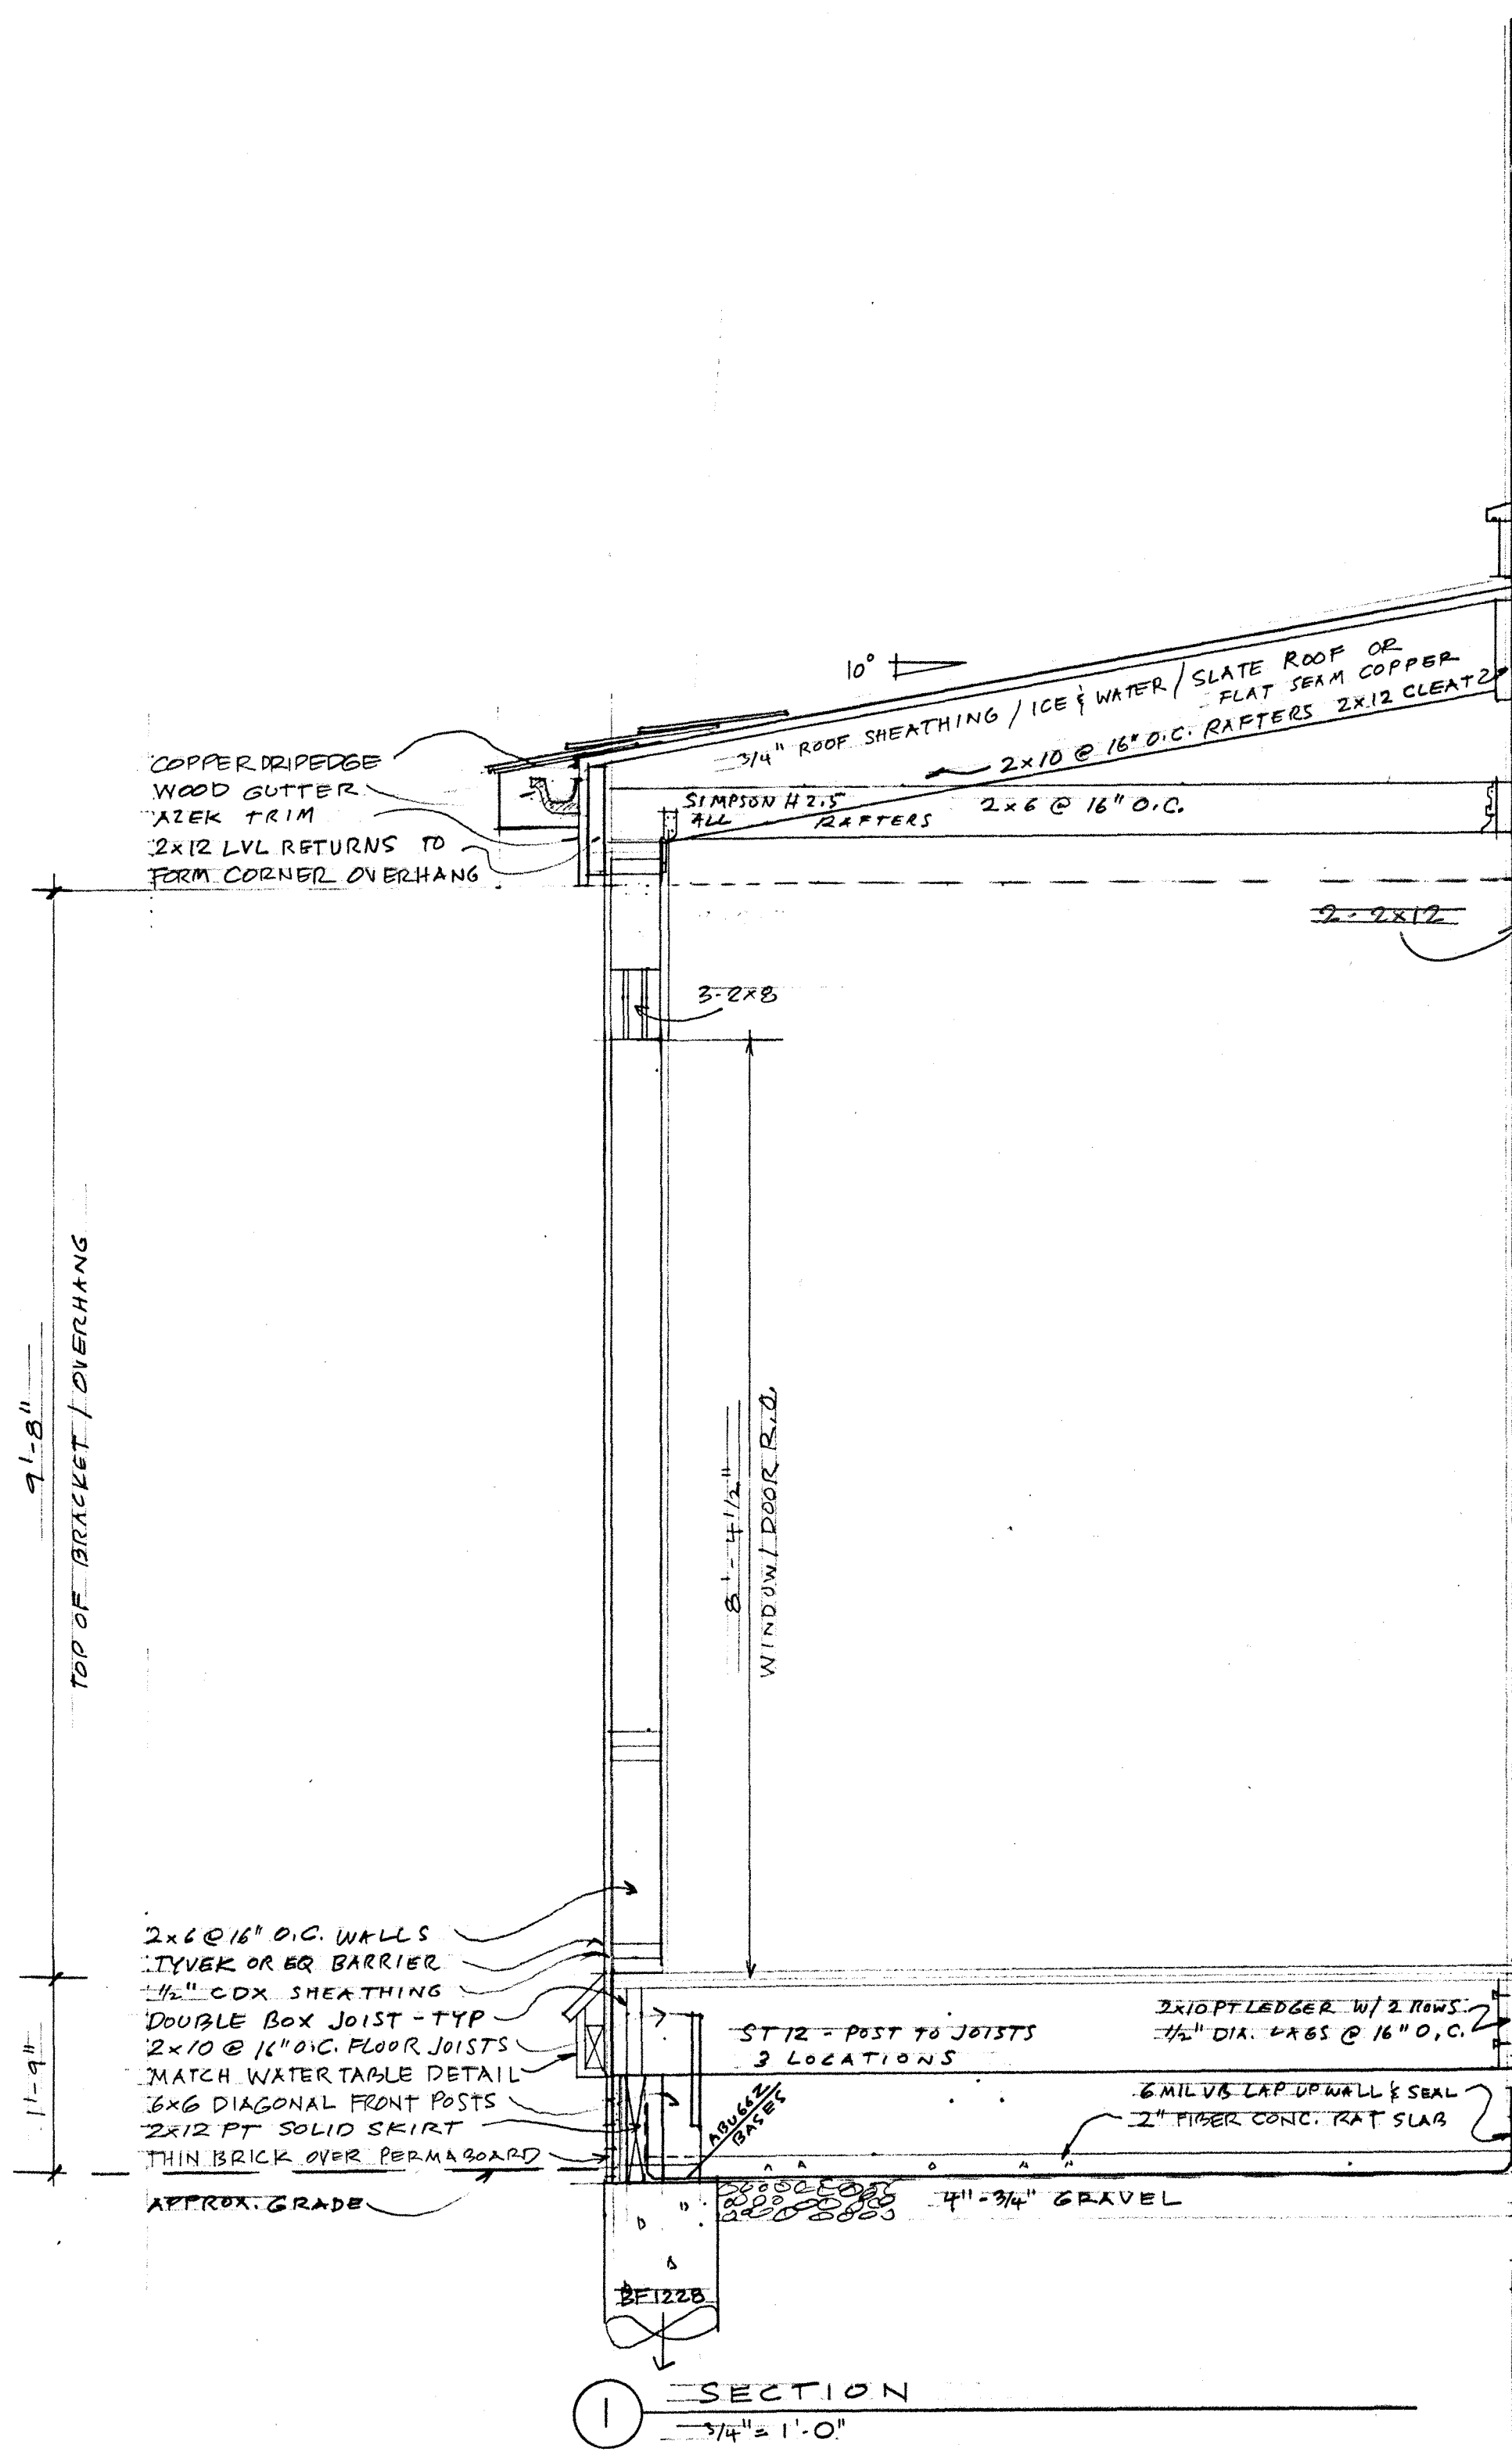 10°
3/4" ROOF SHEATHING / ICE & WATER / SLATE ROOF OR
FLAT SEAM COPPER
2x10 @ 16" O.C. RAFTERS 2x12 CLEAT
COPPER DRIPEDGE
WOOD GUTTER
AZEK TRIM
2x12 LVL RETURNS TO
FORM CORNER OVERHANG
SIMPSON H 2.5
ALL RAFTERS
2x6 @ 16" O.C.
2-2x12
3-2x8
9'-8"
TOP OF BRACKET / OVERHANG
8'-4 1/2"
WINDOW/DOOR R.O.
2x6 @ 16" O.C. WALLS
TYVEK OR EQ BARRIER
1/2" CDX SHEATHING
DOUBLE BOX JOIST - TYP
2x10 @ 16" O.C. FLOOR JOISTS
MATCH WATER TABLE DETAIL
6x6 DIAGONAL FRONT POSTS
2x12 PT SOLID SKIRT
THIN BRICK OVER PERMABOARD
APPROX. GRADE
1'-9"
ST 12 - POST TO JOISTS
3 LOCATIONS
2x10 PT LEDGER W/ 2 ROWS
1/2" DIA. LAGS @ 16" O.C.
ABU66Z
BASES
6 MIL VB LAP UP WALL & SEAL
2" FIBER CONC. RAT SLAB
4"-3/4" GRAVEL
BF1228
1
SECTION
3/4" = 1'-0"